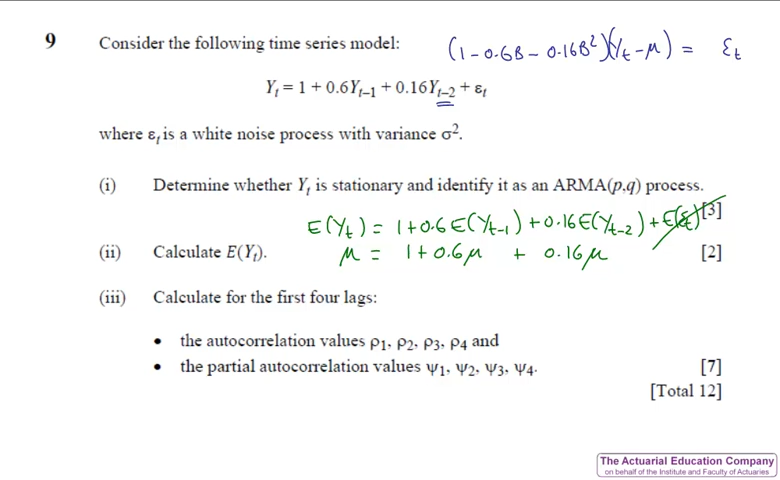 9 Consider the following time series model: (1 - 0.6B - 0.16B²)(Yt - μ) = εt
Yt = 1 + 0.6Yt–1 + 0.16Yt–2 + εt
where εt is a white noise process with variance σ².
(i) Determine whether Yt is stationary and identify it as an ARMA(p,q) process.
[3]
E(Yt) = 1 + 0.6 E(Yt-1) + 0.16 E(Yt-2) + E(εt)
(ii) Calculate E(Yt). μ = 1 + 0.6μ + 0.16μ [2]
(iii) Calculate for the first four lags:
• the autocorrelation values ρ1, ρ2, ρ3, ρ4 and
• the partial autocorrelation values ψ1, ψ2, ψ3, ψ4. [7]
[Total 12]
The Actuarial Education Company
on behalf of the Institute and Faculty of Actuaries